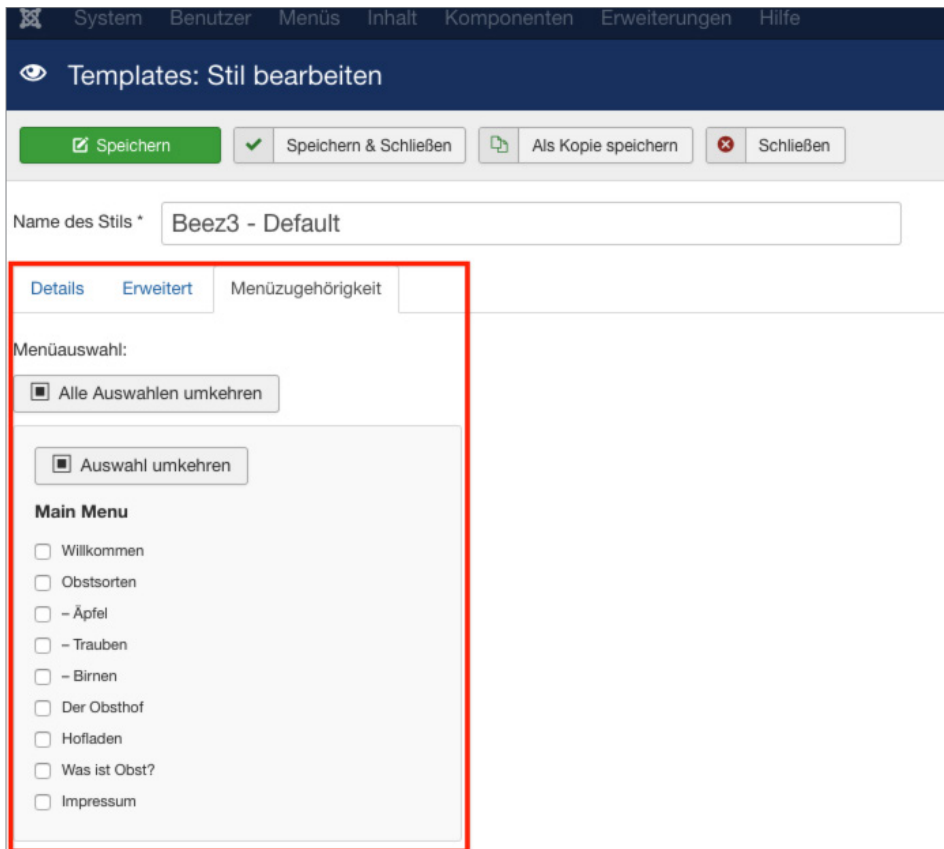 System Benutzer Menüs Inhalt Komponenten Erweiterungen Hilfe
Templates: Stil bearbeiten
Speichern Speichern & Schließen Als Kopie speichern Schließen
Name des Stils * Beez3 - Default
Details Erweitert Menüzugehörigkeit
Menüauswahl:
Alle Auswahlen umkehren
Auswahl umkehren
Main Menu
Willkommen
Obstsorten
– Äpfel
– Trauben
– Birnen
Der Obsthof
Hofladen
Was ist Obst?
Impressum